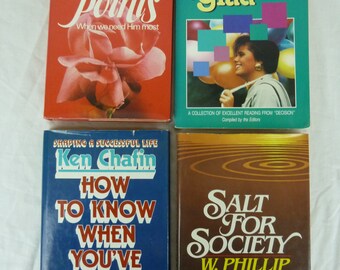 Points
When we need Him most
glad
A COLLECTION OF EXCELLENT READING FROM "DECISION"
Compiled by the Editors
SHAPING A SUCCESSFUL LIFE
Ken Chafin
HOW
TO KNOW
WHEN
YOU'VE
SALT
FOR
SOCIETY
W. PHILLIP